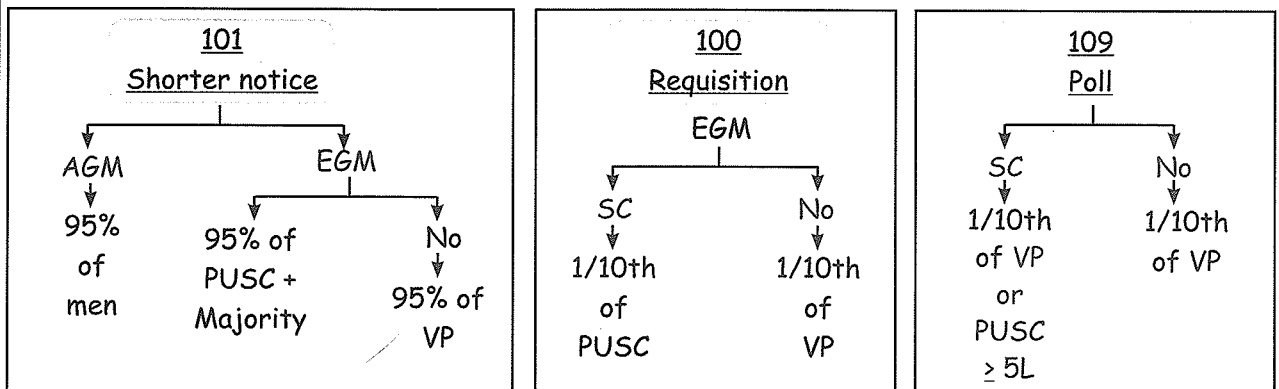 101
Shorter notice
AGM
95%
of
men
EGM
95% of
PUSC +
Majority
No
95% of
VP
100
Requisition
EGM
SC
1/10th
of
PUSC
No
1/10th
of
VP
109
Poll
SC
1/10th
of VP
or
PUSC
≥ 5L
No
1/10th
of VP